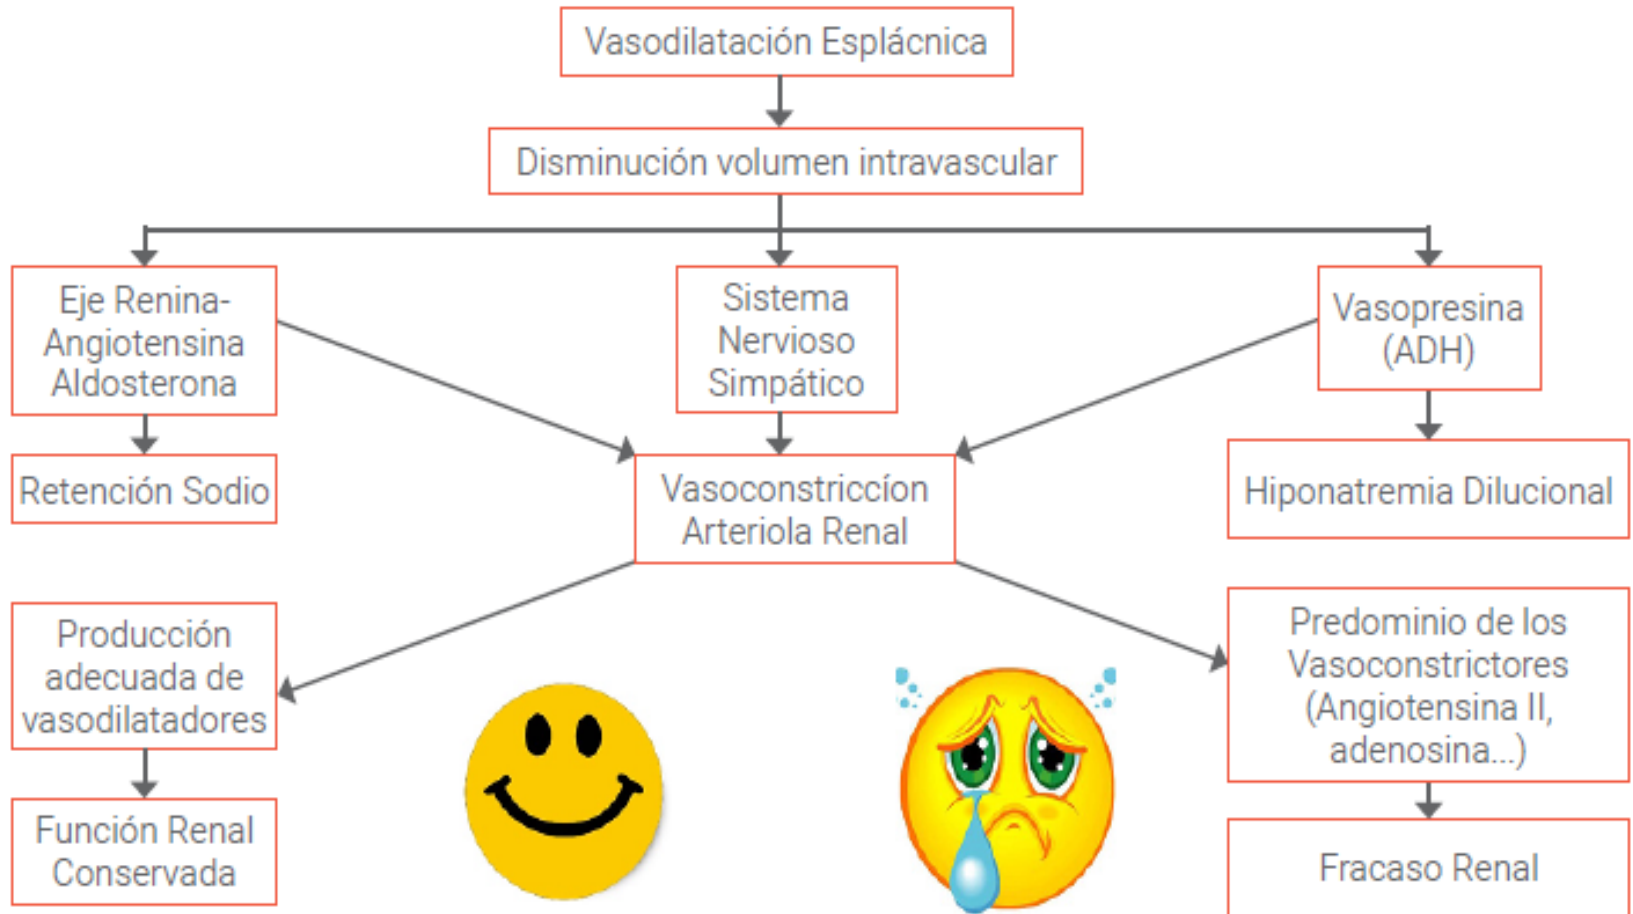 Vasodilatación Esplácnica
Disminución volumen intravascular
Eje Renina-
Angiotensina
Aldosterona
Sistema
Nervioso
Simpático
Vasopresina
(ADH)
Retención Sodio
Vasoconstriccíon
Arteriola Renal
Hiponatremia Dilucional
Producción
adecuada de
vasodilatadores
Predominio de los
Vasoconstrictores
(Angiotensina II,
adenosina...)
Función Renal
Conservada
Fracaso Renal